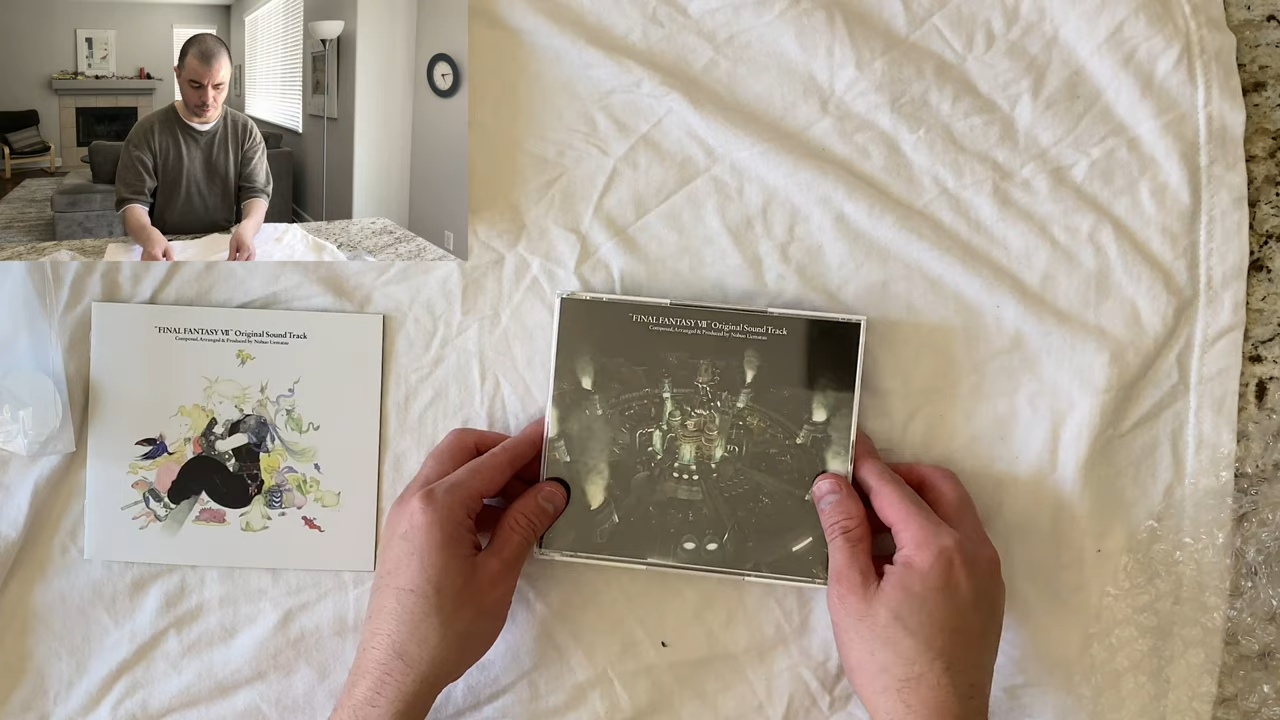 "FINAL FANTASY VII" Original Sound Track
Composed, Arranged & Produced by Nobuo Uematsu
"FINAL FANTASY VII" Original Sound Track
Composed, Arranged & Produced by Nobuo Uematsu